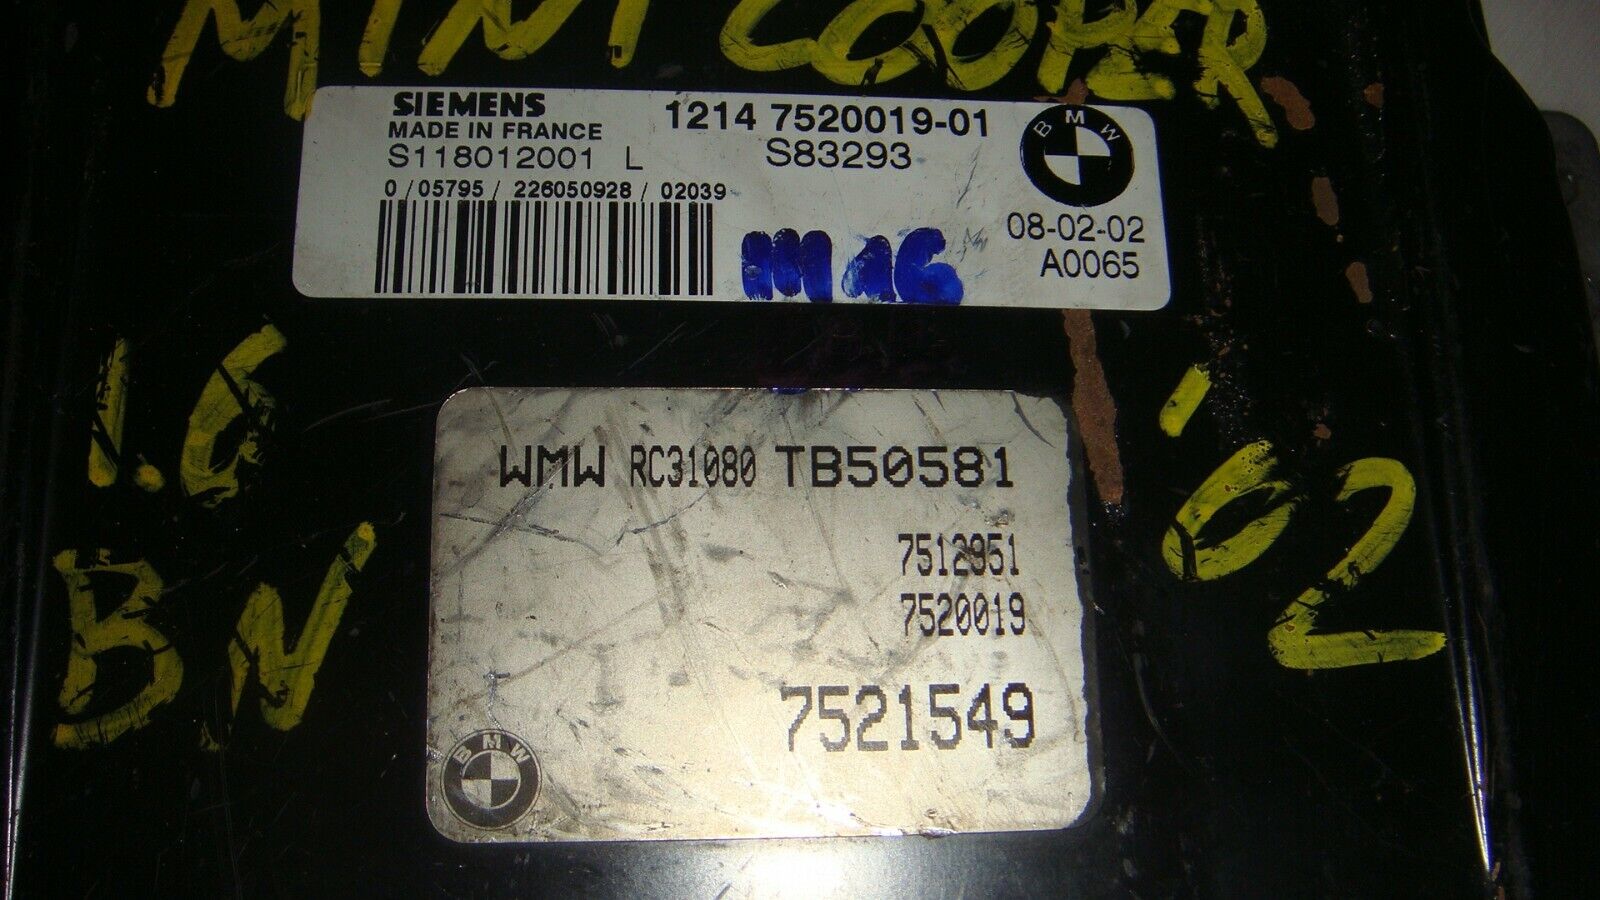 MINI COOPER
SIEMENS
MADE IN FRANCE
S118012001 L
1214 7520019-01
S83293
BMW
0 / 05795 / 226050928 / 02039
08-02-02
A0065
M16
1.6
BN
'02
WMW RC31080 TB50581
7512951
7520019
7521549
BMW